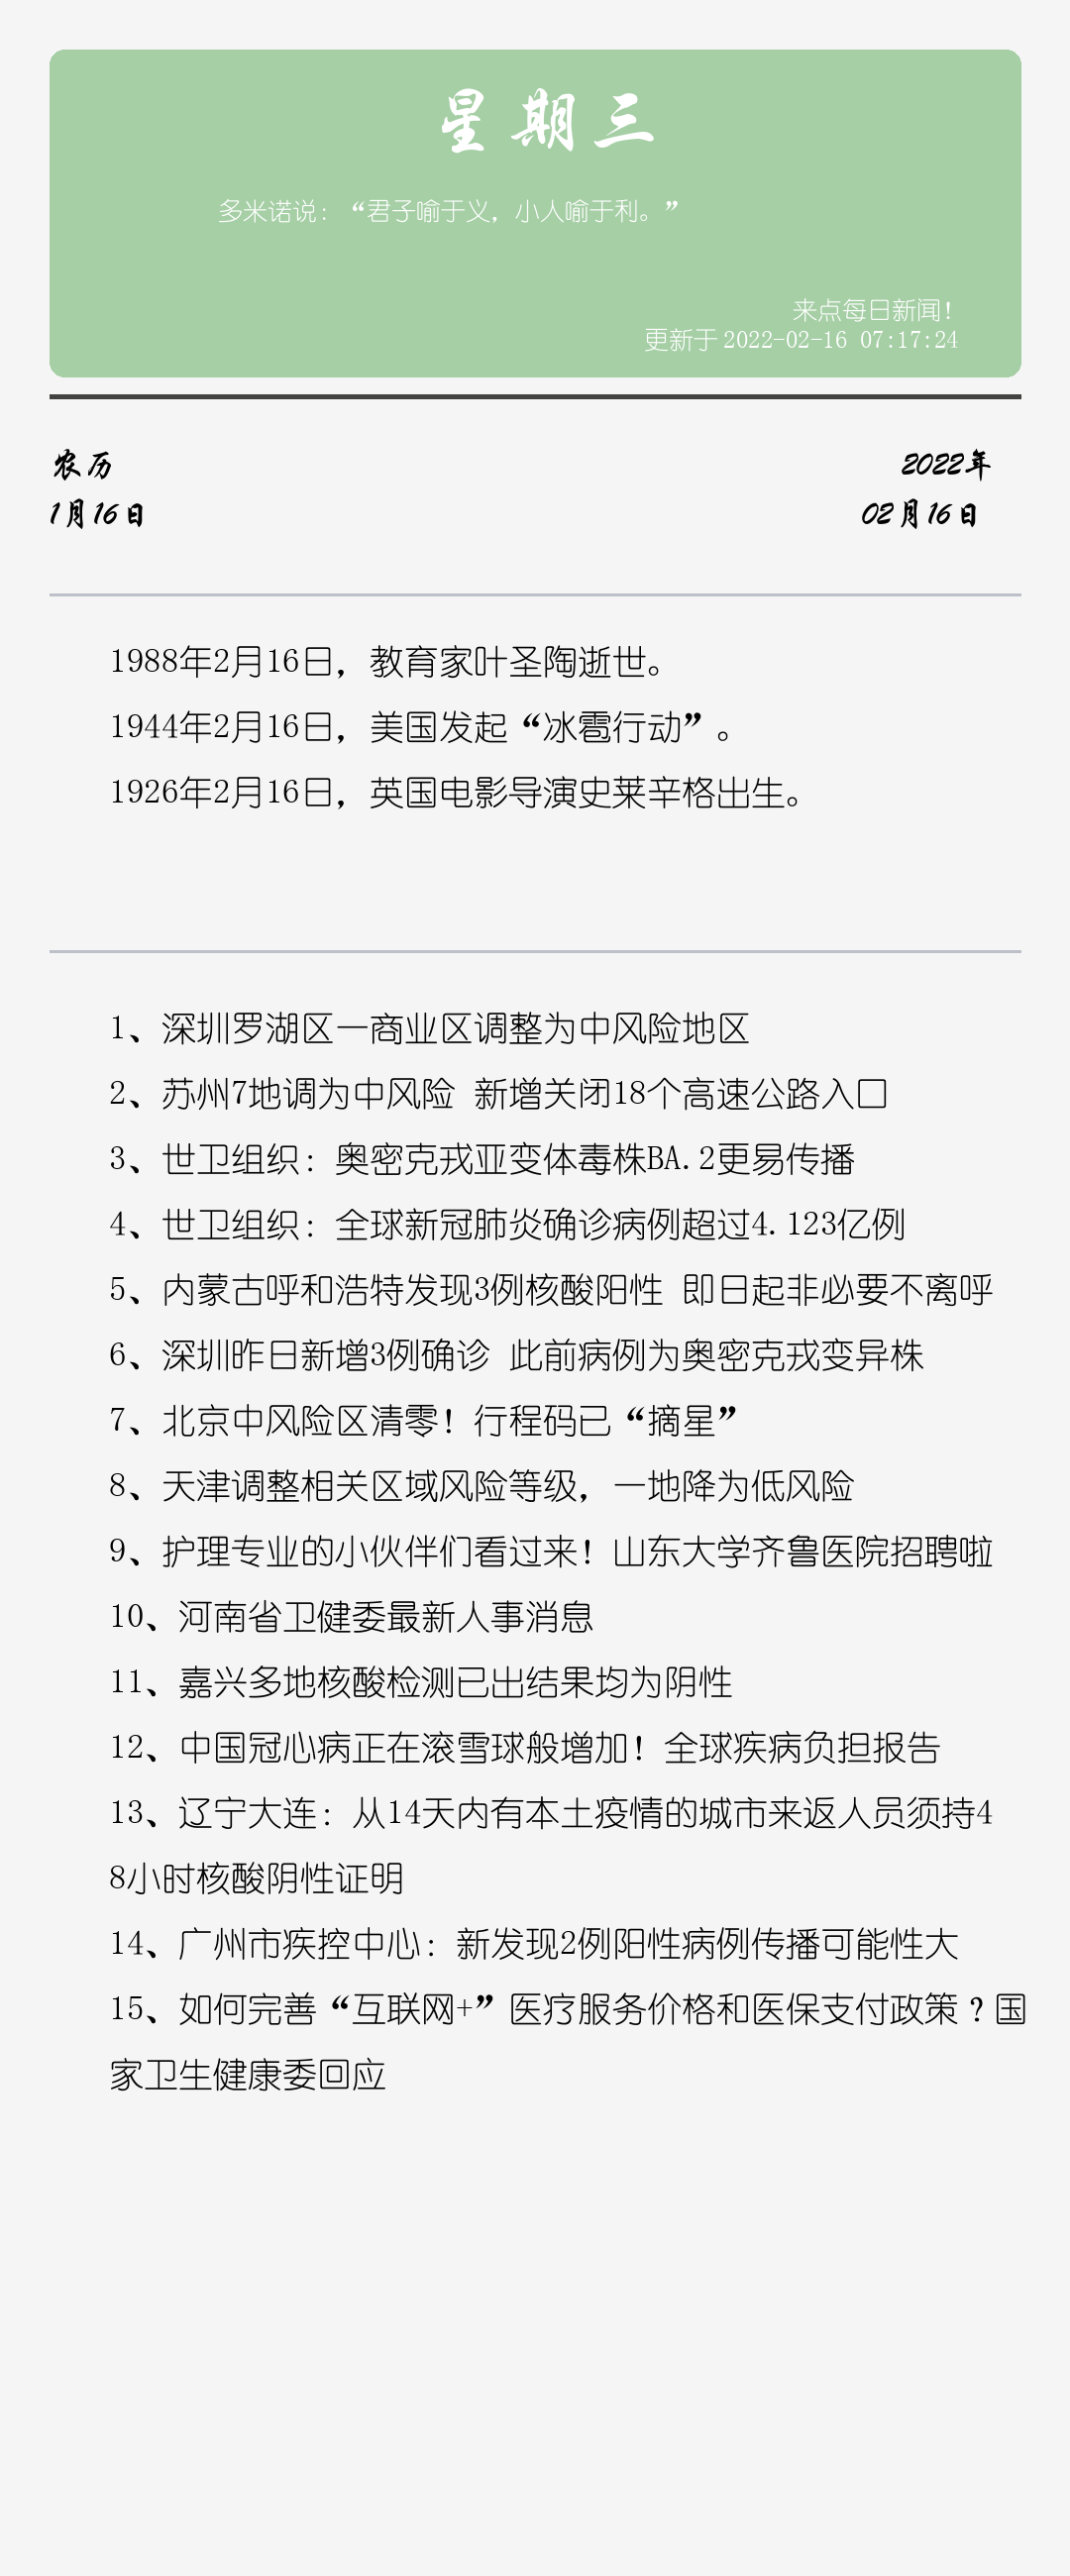 星期三
多米诺说：“君子喻于义，小人喻于利。”
来点每日新闻！
更新于 2022-02-16 07:17:24
农历
2022年
1月16日
02月16日
1988年2月16日，教育家叶圣陶逝世。
1944年2月16日，美国发起“冰雹行动”。
1926年2月16日，英国电影导演史莱辛格出生。
1、深圳罗湖区一商业区调整为中风险地区
2、苏州7地调为中风险 新增关闭18个高速公路入口
3、世卫组织：奥密克戎亚变体毒株BA.2更易传播
4、世卫组织：全球新冠肺炎确诊病例超过4.123亿例
5、内蒙古呼和浩特发现3例核酸阳性 即日起非必要不离呼
6、深圳昨日新增3例确诊 此前病例为奥密克戎变异株
7、北京中风险区清零！行程码已“摘星”
8、天津调整相关区域风险等级，一地降为低风险
9、护理专业的小伙伴们看过来！山东大学齐鲁医院招聘啦
10、河南省卫健委最新人事消息
11、嘉兴多地核酸检测已出结果均为阴性
12、中国冠心病正在滚雪球般增加！全球疾病负担报告
13、辽宁大连：从14天内有本土疫情的城市来返人员须持4
8小时核酸阴性证明
14、广州市疾控中心：新发现2例阳性病例传播可能性大
15、如何完善“互联网+”医疗服务价格和医保支付政策？国
家卫生健康委回应